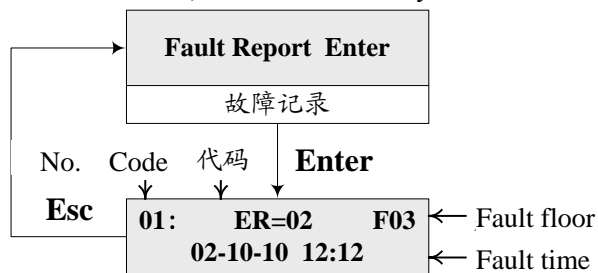 Fault Report Enter
故障记录
No. Code 代码 Enter
Esc
01: ER=02 F03 Fault floor
02-10-10 12:12 Fault time